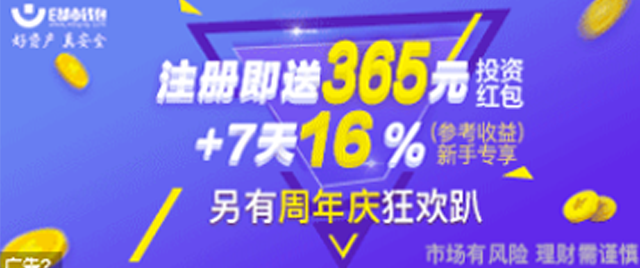 好资产 真安全
注册即送365元 投资红包
+7天16% (参考收益) 新手专享
另有周年庆狂欢趴
市场有风险 理财需谨慎